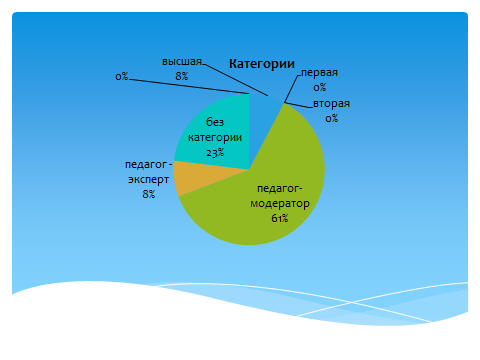 Категории
высшая
8%
0%
первая
0%
вторая
0%
без
категории
23%
педагог -
эксперт
8%
педагог-
модератор
61%